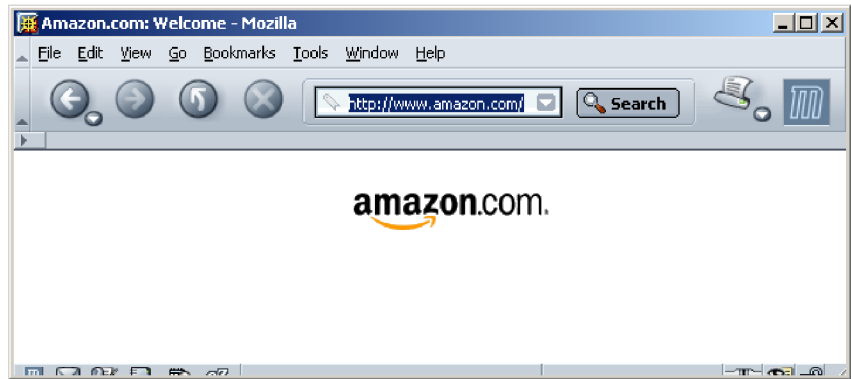 Amazon.com: Welcome - Mozilla
File Edit View Go Bookmarks Tools Window Help
http://www.amazon.com/ Search
amazon.com.